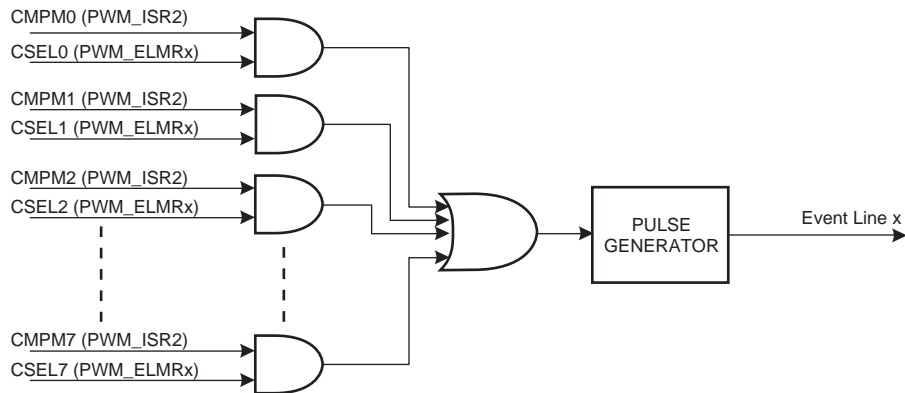 CMPM0 (PWM_ISR2)
CSEL0 (PWM_ELMRx)
CMPM1 (PWM_ISR2)
CSEL1 (PWM_ELMRx)
CMPM2 (PWM_ISR2)
CSEL2 (PWM_ELMRx)
CMPM7 (PWM_ISR2)
CSEL7 (PWM_ELMRx)
PULSE
GENERATOR
Event Line x